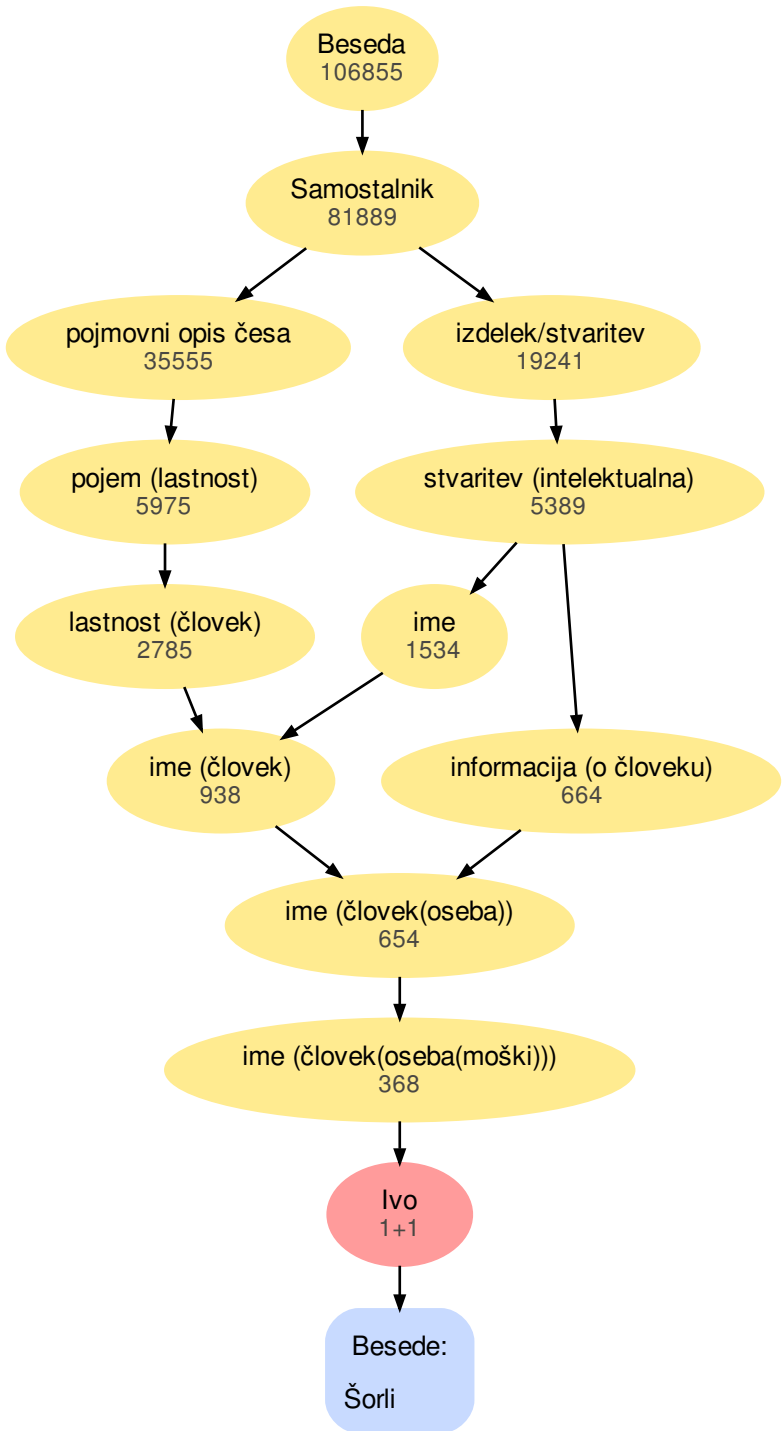 Beseda
106855
Samostalnik
81889
pojmovni opis česa
35555
izdelek/stvaritev
19241
pojem (lastnost)
5975
stvaritev (intelektualna)
5389
lastnost (človek)
2785
ime
1534
ime (človek)
938
informacija (o človeku)
664
ime (človek(oseba))
654
ime (človek(oseba(moški)))
368
Ivo
1+1
Besede:
Šorli